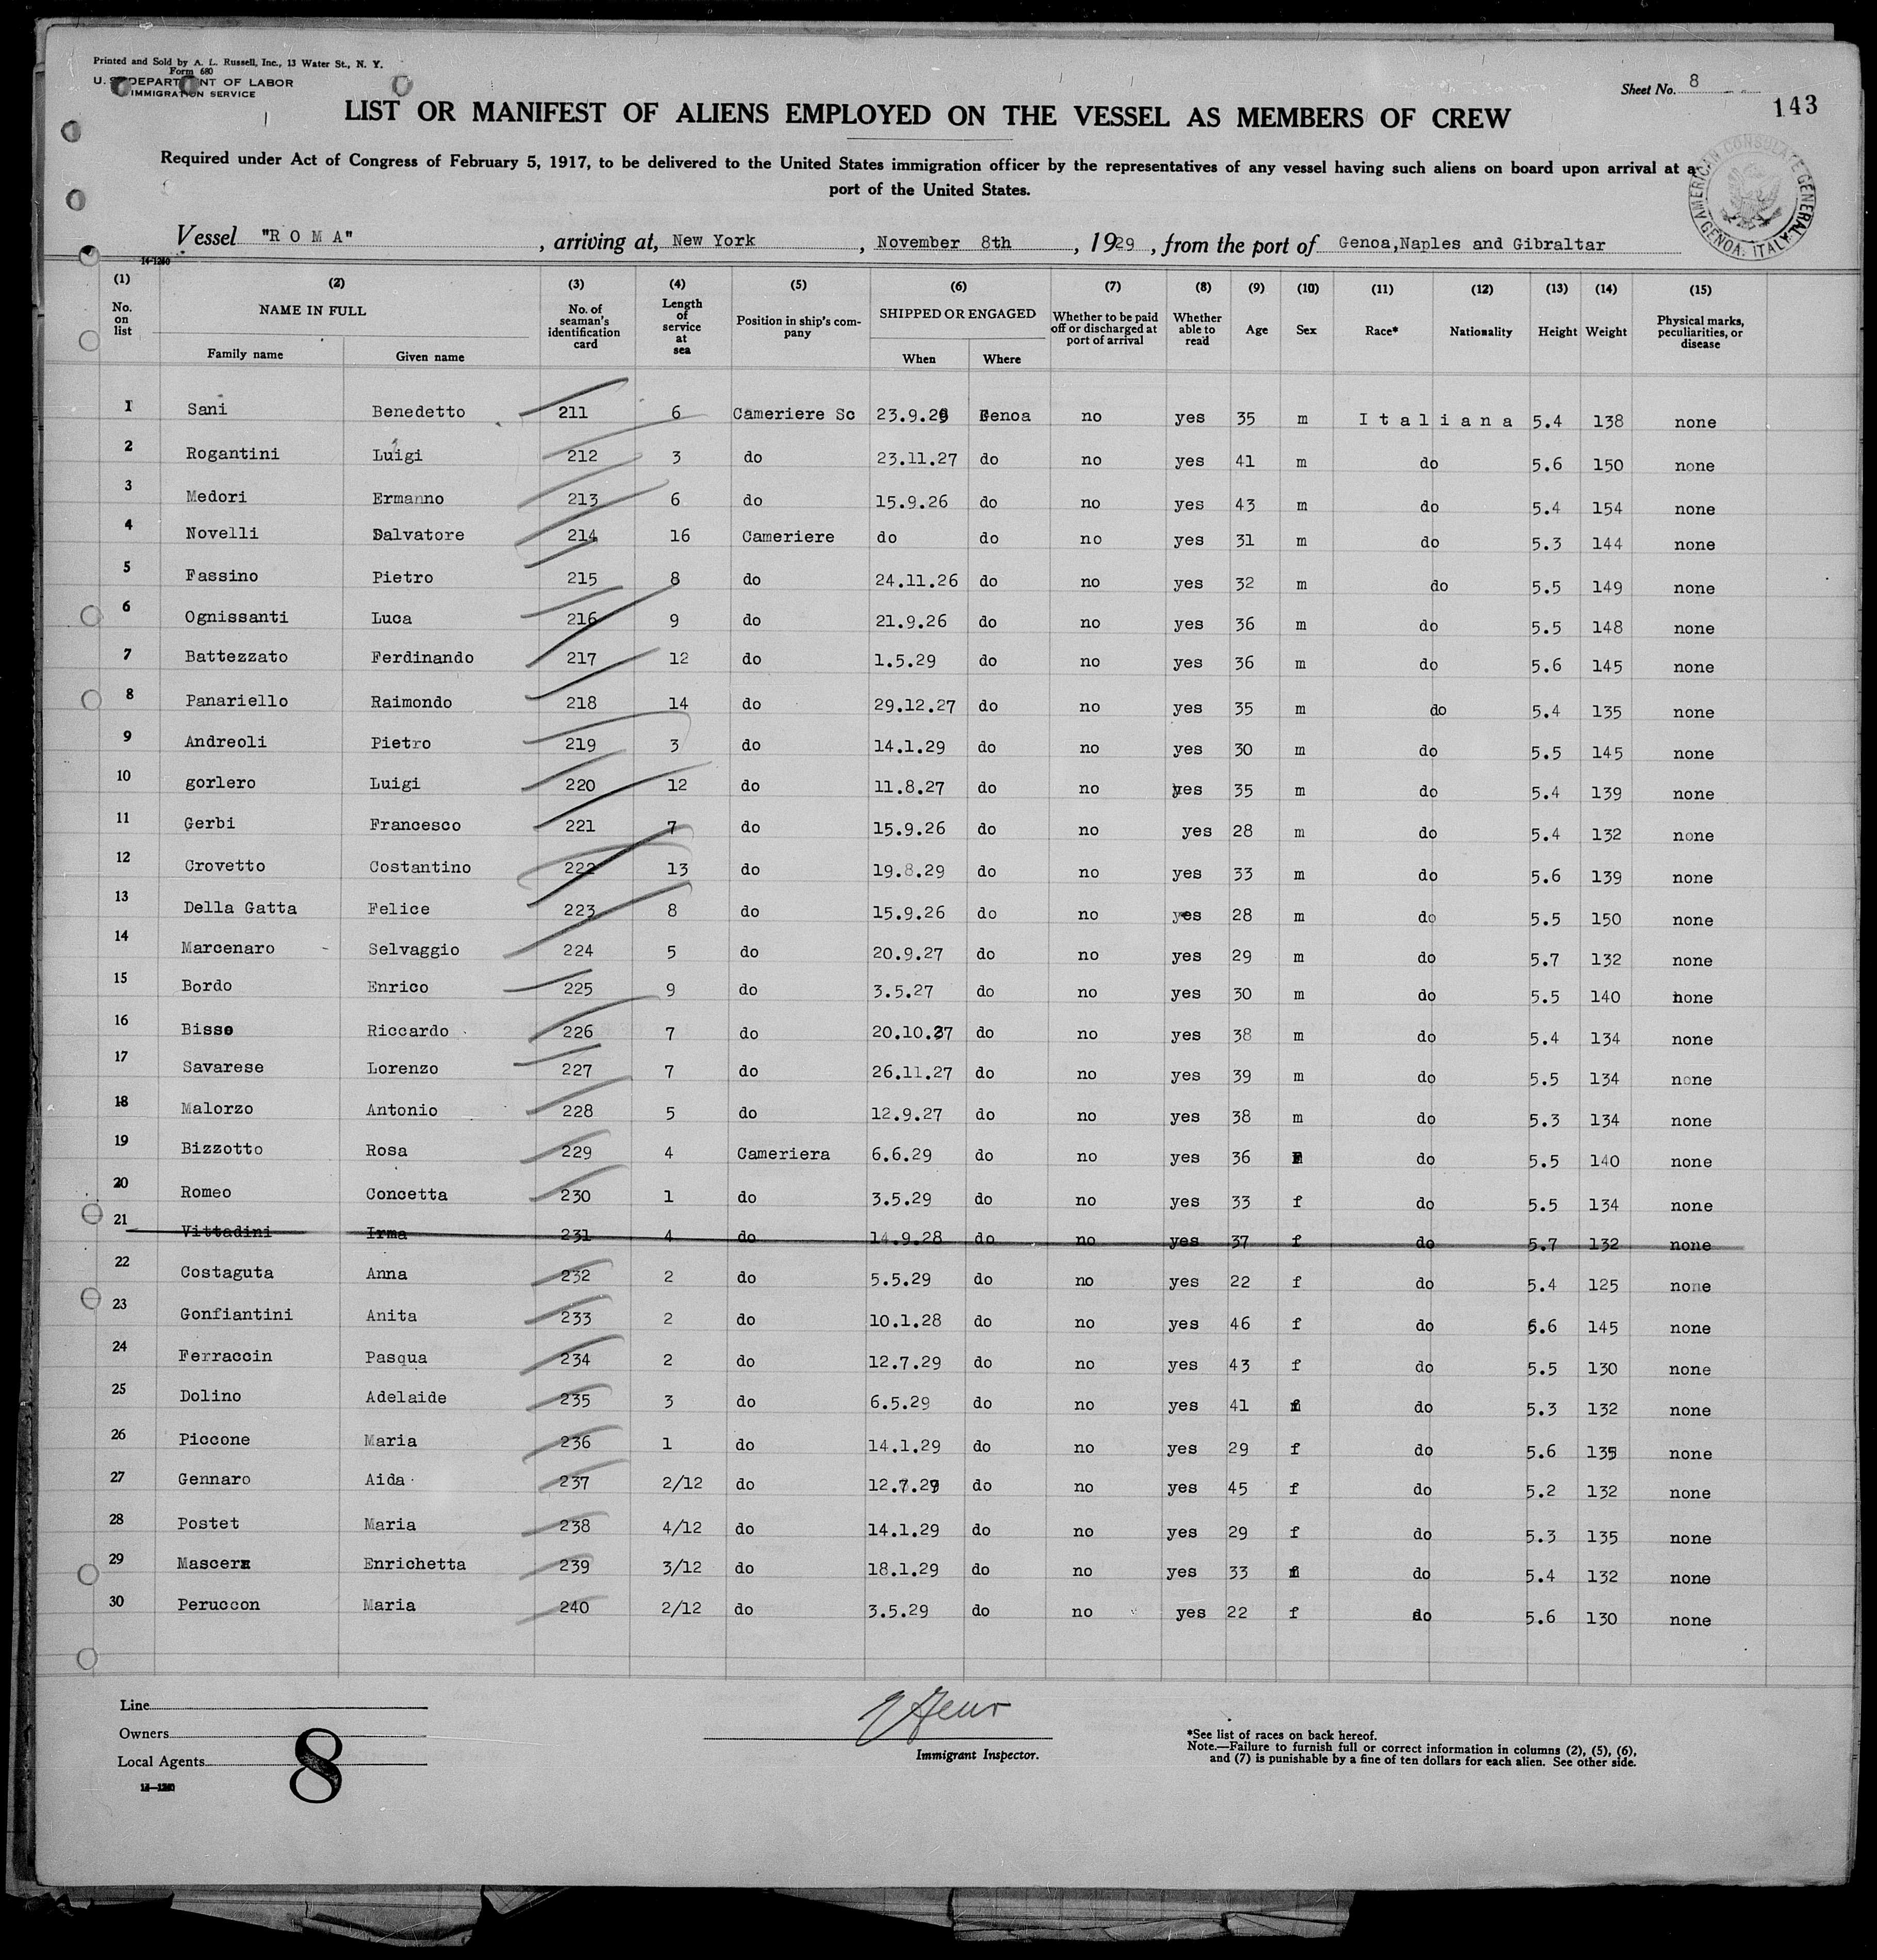 Printed and Sold by A. L. Russell, Inc., 13 Water St., N. Y.
Form 680
U. S. DEPARTMENT OF LABOR
IMMIGRATION SERVICE
Sheet No. 8
143
LIST OR MANIFEST OF ALIENS EMPLOYED ON THE VESSEL AS MEMBERS OF CREW
Required under Act of Congress of February 5, 1917, to be delivered to the United States immigration officer by the representatives of any vessel having such aliens on board upon arrival at a
port of the United States.
AMERICAN CONSULATE GENERAL GENOA, ITALY.
Vessel "R O M A", arriving at, New York, November 8th, 1929, from the port of Genoa,Naples and Gibraltar
14-1240
(1) (2) (3) (4) (5) (6) (7) (8) (9) (10) (11) (12) (13) (14) (15)
No. on list NAME IN FULL Family name Given name No. of seaman's identification card Length of service at sea Position in ship's company SHIPPED OR ENGAGED When Where Whether to be paid off or discharged at port of arrival Whether able to read Age Sex Race* Nationality Height Weight Physical marks, peculiarities, or disease
1 Sani Benedetto 211 6 Cameriere Sc 23.9.29 Genoa no yes 35 m Italiana 5.4 138 none
2 Rogantini Luigi 212 3 do 23.11.27 do no yes 41 m do 5.6 150 none
3 Medori Ermanno 213 6 do 15.9.26 do no yes 43 m do 5.4 154 none
4 Novelli Salvatore 214 16 Cameriere do do no yes 31 m do 5.3 144 none
5 Fassino Pietro 215 8 do 24.11.26 do no yes 32 m do 5.5 149 none
6 Ognissanti Luca 216 9 do 21.9.26 do no yes 36 m do 5.5 148 none
7 Battezzato Ferdinando 217 12 do 1.5.29 do no yes 36 m do 5.6 145 none
8 Panariello Raimondo 218 14 do 29.12.27 do no yes 35 m do 5.4 135 none
9 Andreoli Pietro 219 3 do 14.1.29 do no yes 30 m do 5.5 145 none
10 gorlero Luigi 220 12 do 11.8.27 do no yes 35 m do 5.4 139 none
11 Gerbi Francesco 221 7 do 15.9.26 do no yes 28 m do 5.4 132 none
12 Crovetto Costantino 222 13 do 19.8.29 do no yes 33 m do 5.6 139 none
13 Della Gatta Felice 223 8 do 15.9.26 do no yes 28 m do 5.5 150 none
14 Marcenaro Selvaggio 224 5 do 20.9.27 do no yes 29 m do 5.7 132 none
15 Bordo Enrico 225 9 do 3.5.27 do no yes 30 m do 5.5 140 none
16 Bisso Riccardo 226 7 do 20.10.27 do no yes 38 m do 5.4 134 none
17 Savarese Lorenzo 227 7 do 26.11.27 do no yes 39 m do 5.5 134 none
18 Malorzo Antonio 228 5 do 12.9.27 do no yes 38 m do 5.3 134 none
19 Bizzotto Rosa 229 4 Cameriera 6.6.29 do no yes 36 do 5.5 140 none
20 Romeo Concetta 230 1 do 3.5.29 do no yes 33 f do 5.5 134 none
21 Vittadini Irma 231 4 do 14.9.28 do no yes 37 f do 5.7 132 none
22 Costaguta Anna 232 2 do 5.5.29 do no yes 22 f do 5.4 125 none
23 Gonfiantini Anita 233 2 do 10.1.28 do no yes 46 f do 5.6 145 none
24 Ferraccin Pasqua 234 2 do 12.7.29 do no yes 43 f do 5.5 130 none
25 Dolino Adelaide 235 3 do 6.5.29 do no yes 41 f do 5.3 132 none
26 Piccone Maria 236 1 do 14.1.29 do no yes 29 f do 5.6 135 none
27 Gennaro Aida 237 2/12 do 12.7.29 do no yes 45 f do 5.2 132 none
28 Postet Maria 238 4/12 do 14.1.29 do no yes 29 f do 5.3 135 none
29 Enrichetta 239 3/12 do 18.1.29 do no yes 33 f do 5.4 132 none
30 Peruccon Maria 240 2/12 do 3.5.29 do no yes 22 f do 5.6 130 none
Line
Owners
Local Agents
8
Immigrant Inspector.
*See list of races on back hereof.
Note.—Failure to furnish full or correct information in columns (2), (5), (6),
and (7) is punishable by a fine of ten dollars for each alien. See other side.